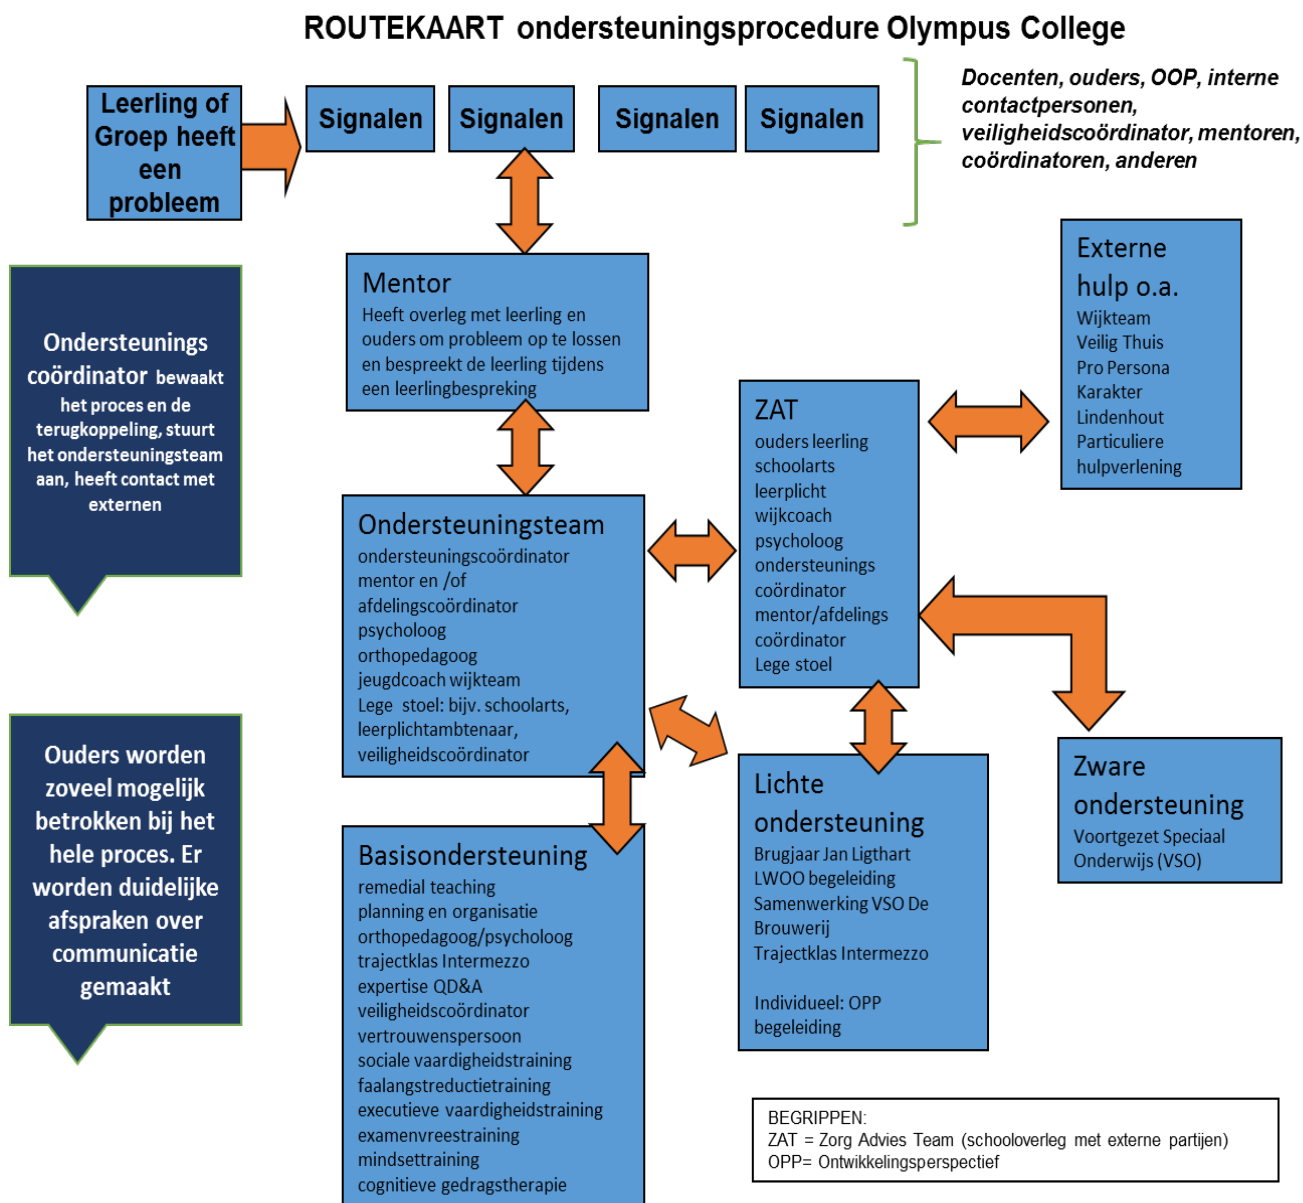 ROUTEKAART ondersteuningsprocedure Olympus College
Leerling of
Groep heeft
een
probleem
Signalen
Signalen
Signalen
Signalen
Docenten, ouders, OOP, interne
contactpersonen,
veiligheidscoördinator, mentoren,
coördinatoren, anderen
Mentor
Heeft overleg met leerling en
ouders om probleem op te lossen
en bespreekt de leerling tijdens
een leerlingbespreking
Externe
hulp o.a.
Wijkteam
Veilig Thuis
Pro Persona
Karakter
Lindenhout
Particuliere
hulpverlening
Ondersteunings
coördinator bewaakt
het proces en de
terugkoppeling, stuurt
het ondersteuningsteam
aan, heeft contact met
externen
ZAT
ouders leerling
schoolarts
leerplicht
wijkcoach
psycholoog
ondersteunings
coördinator
mentor/afdelings
coördinator
Lege stoel
Ondersteuningsteam
ondersteuningscoördinator
mentor en /of
afdelingscoördinator
psycholoog
orthopedagoog
jeugdcoach wijkteam
Lege stoel: bijv. schoolarts,
leerplichtambtenaar,
veiligheidscoördinator
Ouders worden
zoveel mogelijk
betrokken bij het
hele proces. Er
worden duidelijke
afspraken over
communicatie
gemaakt
Lichte
ondersteuning
Brugjaar Jan Ligthart
LWOO begeleiding
Samenwerking VSO De
Brouwerij
Trajectklas Intermezzo
Individueel: OPP
begeleiding
Zware
ondersteuning
Voortgezet Speciaal
Onderwijs (VSO)
Basisondersteuning
remedial teaching
planning en organisatie
orthopedagoog/psycholoog
trajectklas Intermezzo
expertise QD&A
veiligheidscoördinator
vertrouwenspersoon
sociale vaardigheidstraining
faalangstreductietraining
executieve vaardigheidstraining
examenvreestraining
mindsettraining
cognitieve gedragstherapie
BEGRIPPEN:
ZAT = Zorg Advies Team (schooloverleg met externe partijen)
OPP= Ontwikkelingsperspectief